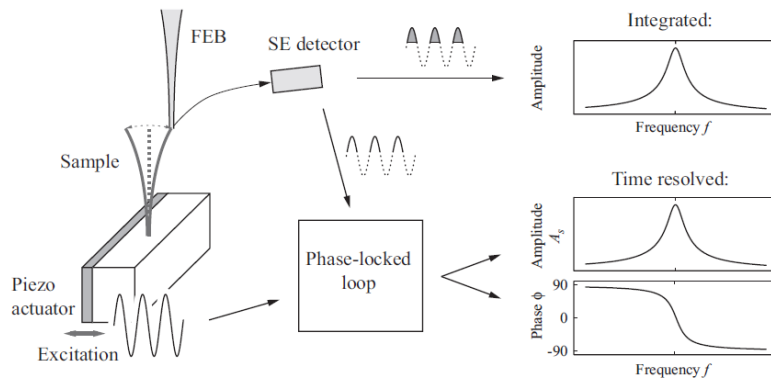 FEB
SE detector
Integrated:
Amplitude
Frequency f
Sample
Time resolved:
Amplitude
A_s
Phase-locked
loop
Piezo
actuator
Phase ϕ
90
0
-90
Excitation
Frequency f